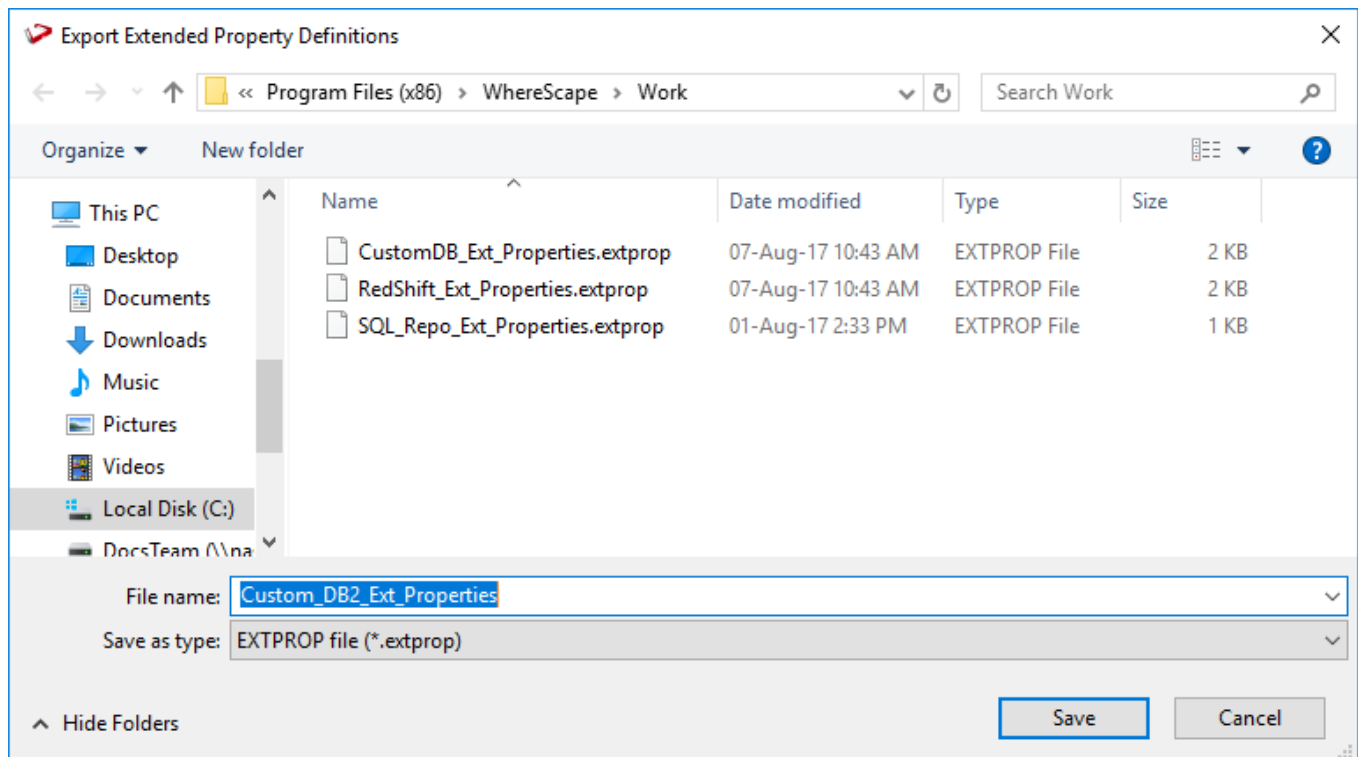 Export Extended Property Definitions
« Program Files (x86) > WhereScape > Work
Search Work
Organize
New folder
?
This PC
Desktop
Documents
Downloads
Music
Pictures
Videos
Local Disk (C:)
DocsTeam (\\na
Name Date modified Type Size
CustomDB_Ext_Properties.extprop 07-Aug-17 10:43 AM EXTPROP File 2 KB
RedShift_Ext_Properties.extprop 07-Aug-17 10:43 AM EXTPROP File 2 KB
SQL_Repo_Ext_Properties.extprop 01-Aug-17 2:33 PM EXTPROP File 1 KB
File name: Custom_DB2_Ext_Properties
Save as type: EXTPROP file (*.extprop)
Hide Folders
Save
Cancel